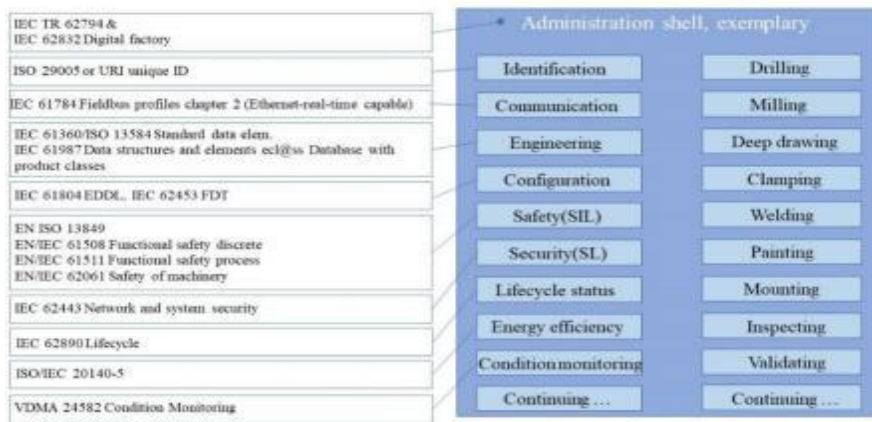 IEC TR 62794 &
IEC 62832 Digital factory
ISO 29005 or URI unique ID
IEC 61784 Fieldbus profiles chapter 2 (Ethernet-real-time capable)
IEC 61360/ISO 13584 Standard data elem.
IEC 61987 Data structures and elements ecl@ss Database with
product classes
IEC 61804 EDDL, IEC 62453 FDT
EN ISO 13849
EN/IEC 61508 Functional safety discrete
EN/IEC 61511 Functional safety process
EN/IEC 62061 Safety of machinery
IEC 62443 Network and system security
IEC 62890 Lifecycle
ISO/IEC 20140-5
VDMA 24582 Condition Monitoring
• Administration shell, exemplary
Identification
Communication
Engineering
Configuration
Safety(SIL)
Security(SL)
Lifecycle status
Energy efficiency
Condition monitoring
Continuing …
Drilling
Milling
Deep drawing
Clamping
Welding
Painting
Mounting
Inspecting
Validating
Continuing …